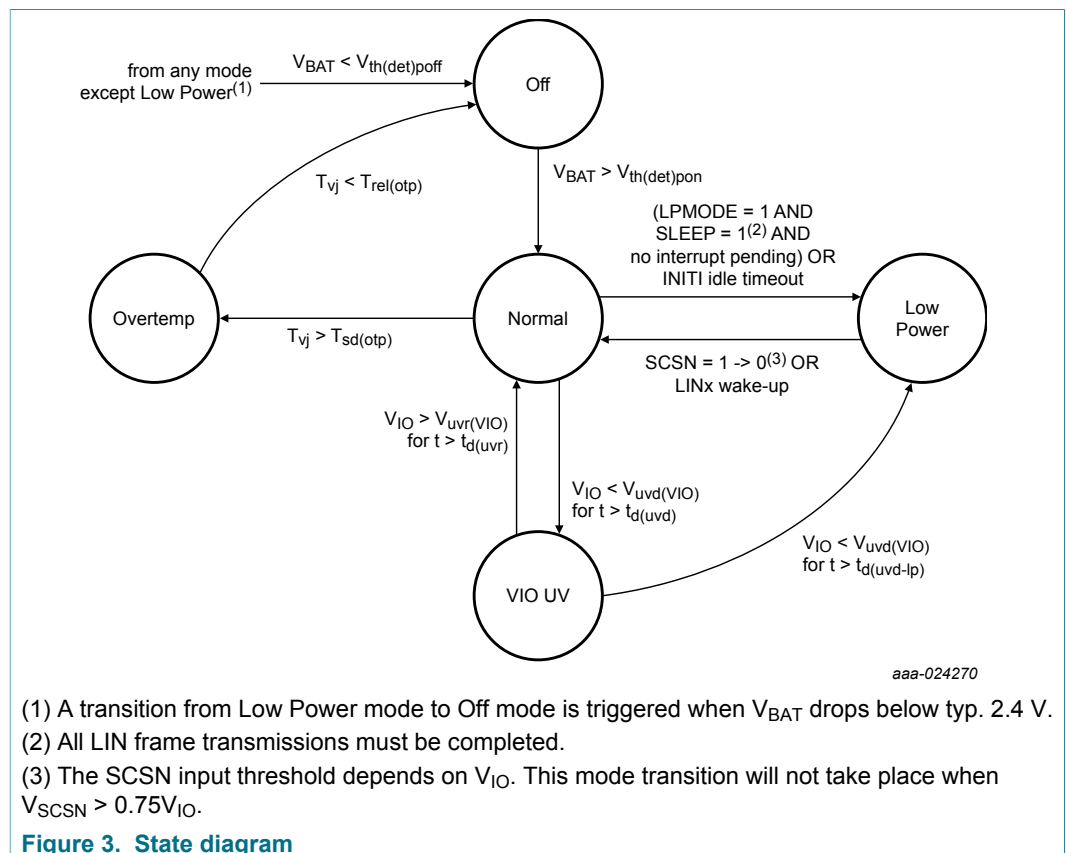 from any mode
except Low Power(1)
VBAT < Vth(det)poff
Off
Tvj < Trel(otp)
VBAT > Vth(det)pon
(LPMODE = 1 AND
SLEEP = 1(2) AND
no interrupt pending) OR
INITI idle timeout
Overtemp
Tvj > Tsd(otp)
Normal
Low
Power
SCSN = 1 -> 0(3) OR
LINx wake-up
VIO > Vuvr(VIO)
for t > td(uvr)
VIO < Vuvd(VIO)
for t > td(uvd)
VIO < Vuvd(VIO)
for t > td(uvd-lp)
VIO UV
aaa-024270
(1) A transition from Low Power mode to Off mode is triggered when VBAT drops below typ. 2.4 V.
(2) All LIN frame transmissions must be completed.
(3) The SCSN input threshold depends on VIO. This mode transition will not take place when
VSCSN > 0.75VIO.
Figure 3. State diagram